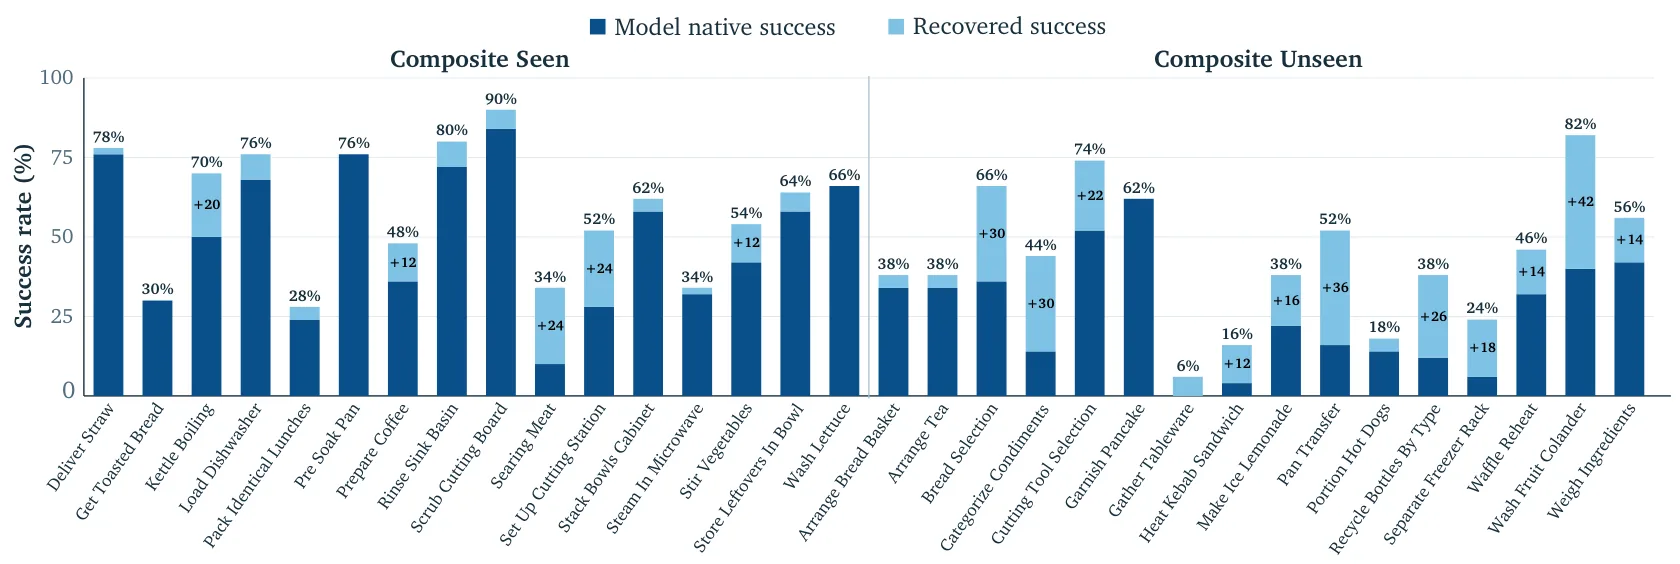 Model native success
Recovered success
Composite Seen
Composite Unseen
Success rate (%)
100
75
50
25
0
78%
30%
70%
+20
76%
28%
76%
48%
+12
80%
90%
34%
+24
52%
+24
62%
34%
54%
+12
64%
66%
38%
38%
66%
+30
44%
+30
74%
+22
62%
6%
16%
+12
38%
+16
52%
+36
18%
38%
+26
24%
+18
46%
+14
82%
+42
56%
+14
Deliver Straw
Get Toasted Bread
Kettle Boiling
Load Dishwasher
Pack Identical Lunches
Pre Soak Pan
Prepare Coffee
Rinse Sink Basin
Scrub Cutting Board
Searing Meat
Set Up Cutting Station
Stack Bowls Cabinet
Steam In Microwave
Stir Vegetables
Store Leftovers In Bowl
Wash Lettuce
Arrange Bread Basket
Arrange Tea
Bread Selection
Categorize Condiments
Cutting Tool Selection
Garnish Pancake
Gather Tableware
Heat Kebab Sandwich
Make Ice Lemonade
Pan Transfer
Portion Hot Dogs
Recycle Bottles By Type
Separate Freezer Rack
Waffle Reheat
Wash Fruit Colander
Weigh Ingredients